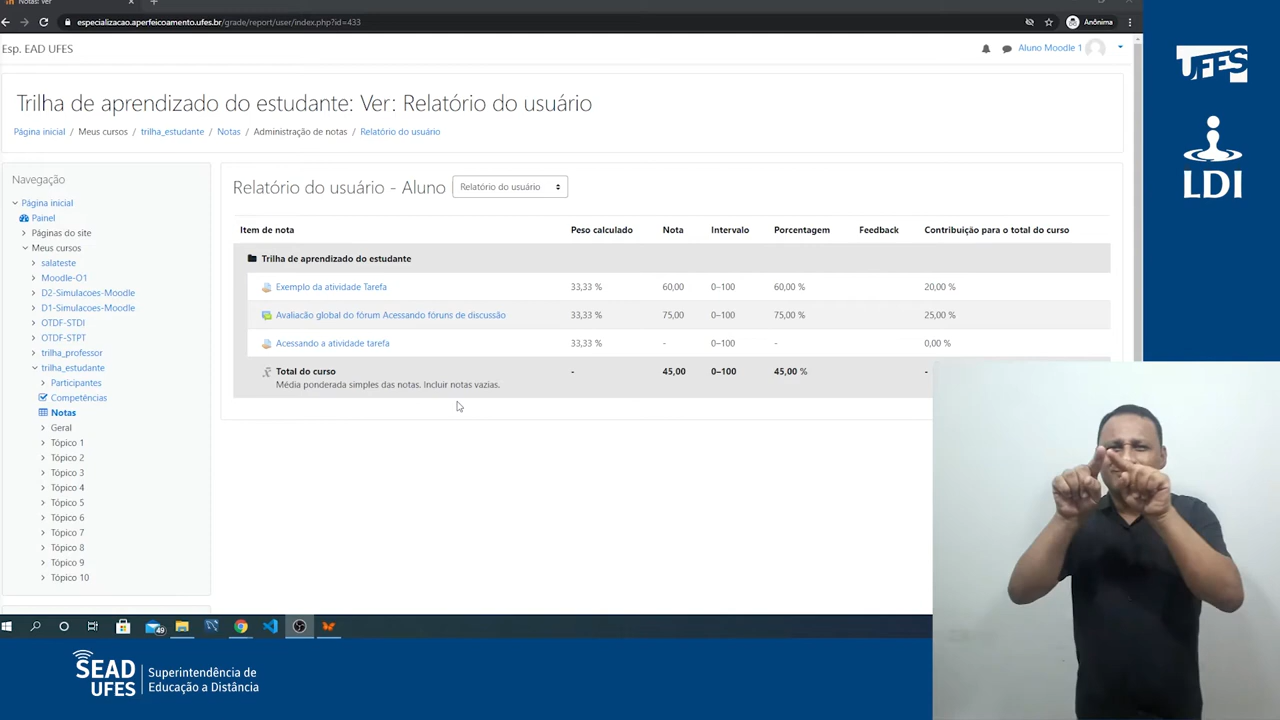 Notas: Ver
especializacao.aperfeicoamento.ufes.br/grade/report/user/index.php?id=433
Anônima
Esp. EAD UFES
Aluno Moodle 1
UFES
LDI
Trilha de aprendizado do estudante: Ver: Relatório do usuário
Página inicial / Meus cursos / trilha_estudante / Notas / Administração de notas / Relatório do usuário
Navegação
Página inicial
Painel
Páginas do site
Meus cursos
salateste
Moodle-O1
D2-Simulacoes-Moodle
D1-Simulacoes-Moodle
OTDF-STDI
OTDF-STPT
trilha_professor
trilha_estudante
Participantes
Competências
Notas
Geral
Tópico 1
Tópico 2
Tópico 3
Tópico 4
Tópico 5
Tópico 6
Tópico 7
Tópico 8
Tópico 9
Tópico 10
Relatório do usuário - Aluno Relatório do usuário
Item de nota Peso calculado Nota Intervalo Porcentagem Feedback Contribuição para o total do curso
Trilha de aprendizado do estudante
Exemplo da atividade Tarefa 33,33 % 60,00 0–100 60,00 % 20,00 %
Avaliacão global do fórum Acessando fóruns de discussão 33,33 % 75,00 0–100 75,00 % 25,00 %
Acessando a atividade tarefa 33,33 % - 0–100 - 0,00 %
Total do curso - 45,00 0–100 45,00 % -
Média ponderada simples das notas. Incluir notas vazias.
49
SEAD UFES
Superintendência de
Educação a Distância